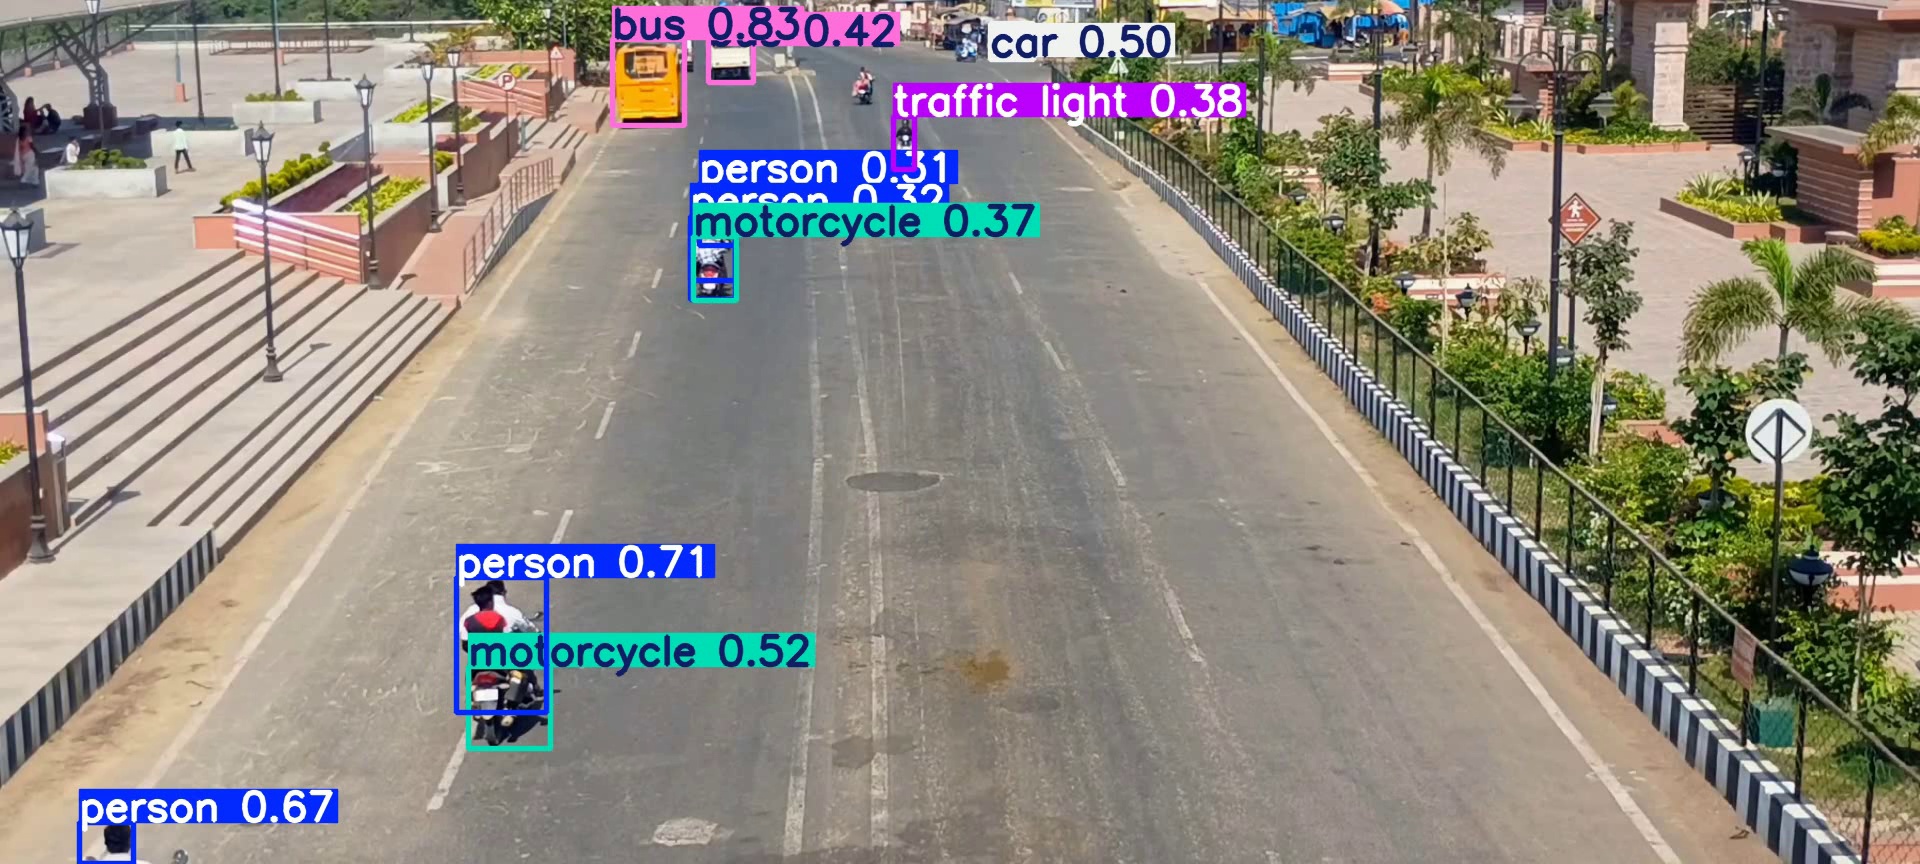 bus 0.83
0.42
car 0.50
traffic light 0.38
person 0.31
person 0.32
motorcycle 0.37
person 0.71
motorcycle 0.52
person 0.67
P